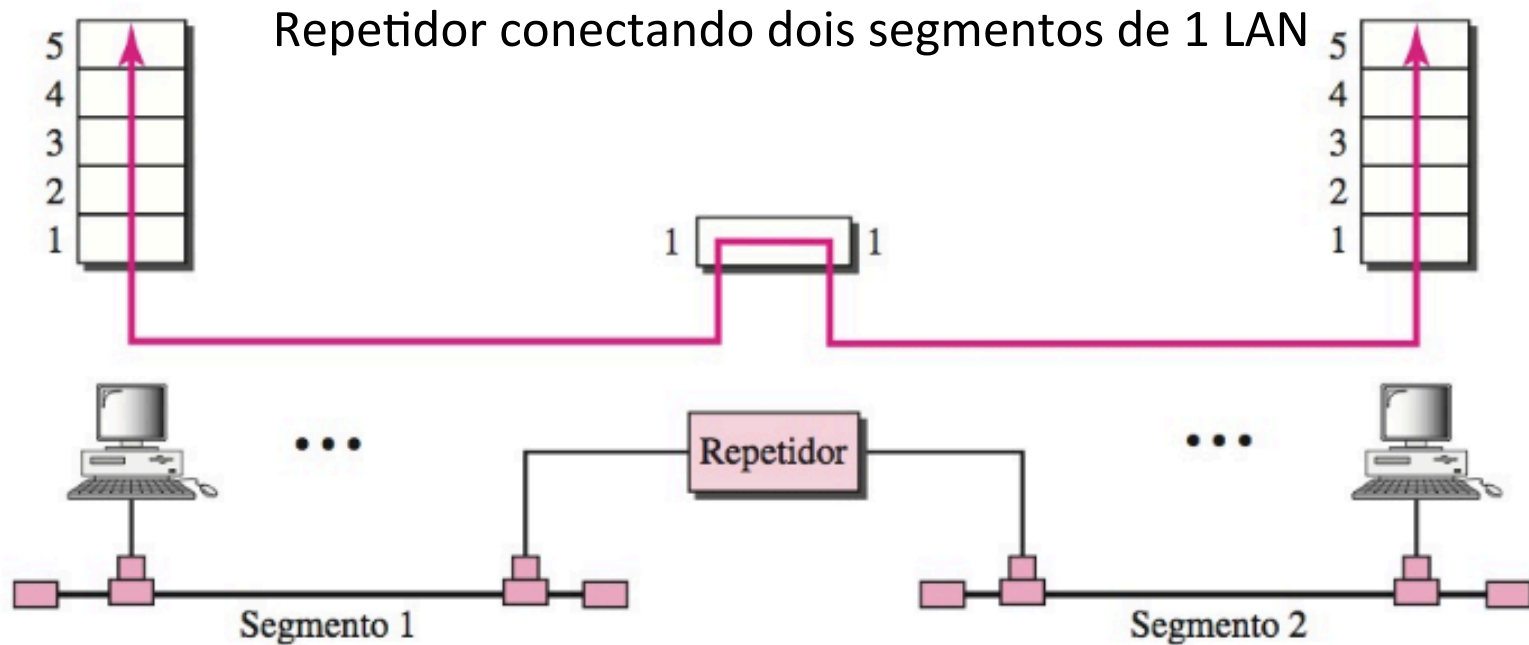 Repetidor conectando dois segmentos de 1 LAN
5
4
3
2
1
1 1
5
4
3
2
1
Repetidor
Segmento 1
Segmento 2